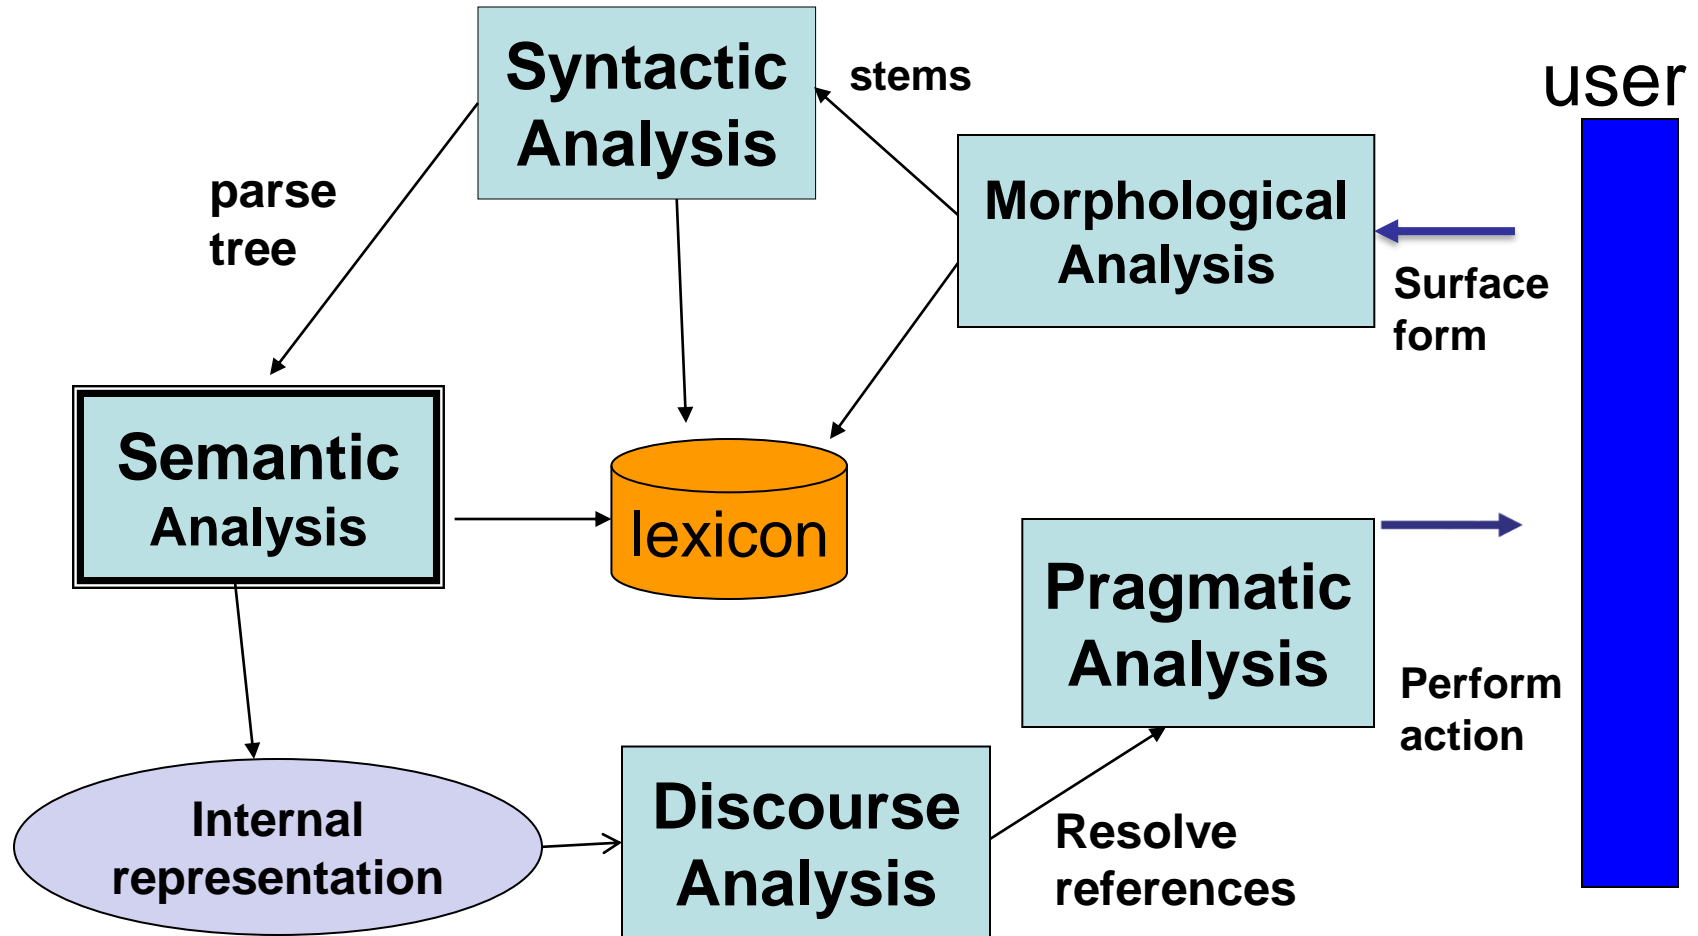 Syntactic
Analysis
stems
user
parse
tree
Morphological
Analysis
Surface
form
Semantic
Analysis
lexicon
Pragmatic
Analysis
Perform
action
Internal
representation
Discourse
Analysis
Resolve
references